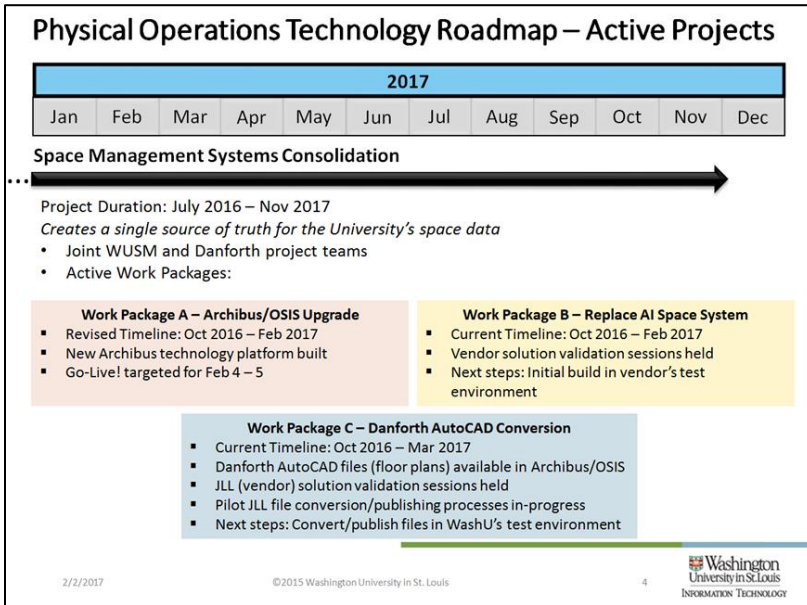 Physical Operations Technology Roadmap – Active Projects
2017
Jan Feb Mar Apr May Jun Jul Aug Sep Oct Nov Dec
Space Management Systems Consolidation
...
Project Duration: July 2016 – Nov 2017
Creates a single source of truth for the University's space data
• Joint WUSM and Danforth project teams
• Active Work Packages:
Work Package A – Archibus/OSIS Upgrade
▪ Revised Timeline: Oct 2016 – Feb 2017
▪ New Archibus technology platform built
▪ Go-Live! targeted for Feb 4 – 5
Work Package B – Replace AI Space System
▪ Current Timeline: Oct 2016 – Feb 2017
▪ Vendor solution validation sessions held
▪ Next steps: Initial build in vendor's test
environment
Work Package C – Danforth AutoCAD Conversion
▪ Current Timeline: Oct 2016 – Mar 2017
▪ Danforth AutoCAD files (floor plans) available in Archibus/OSIS
▪ JLL (vendor) solution validation sessions held
▪ Pilot JLL file conversion/publishing processes in-progress
▪ Next steps: Convert/publish files in WashU's test environment
2/2/2017
©2015 Washington University in St. Louis
4
Washington
University in St. Louis
INFORMATION TECHNOLOGY